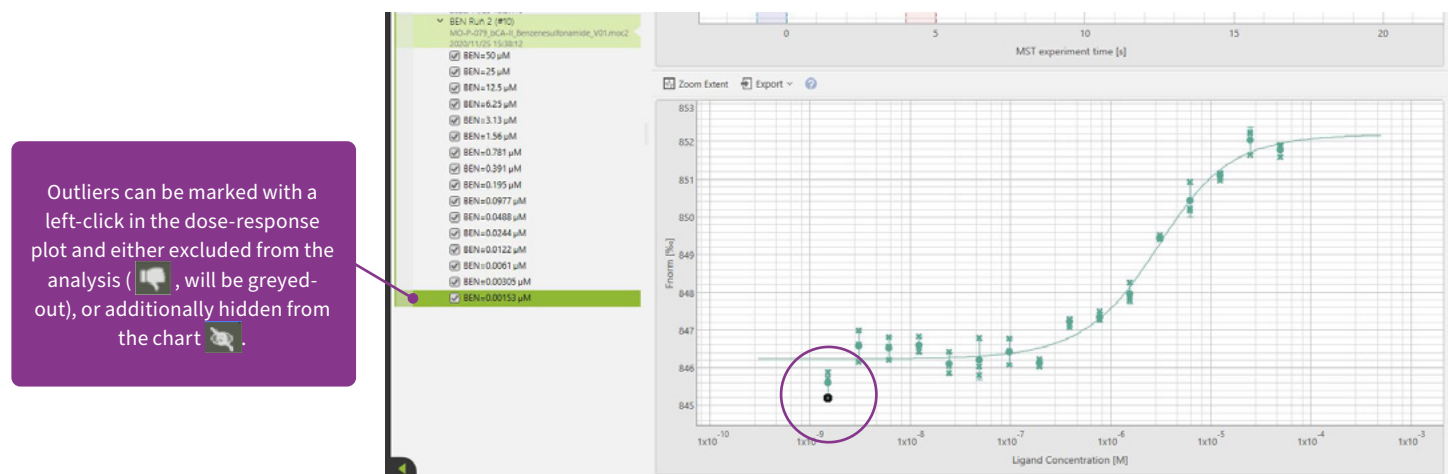 BEN Run 2 (#10)
MO-P-079_bCA-II_Benzenesulfonamide_V01.moc2
2020/11/25 15:38:12
BEN=50 µM
BEN=25 µM
BEN=12.5 µM
BEN=6.25 µM
BEN=3.13 µM
BEN=1.56 µM
BEN=0.781 µM
BEN=0.391 µM
BEN=0.195 µM
BEN=0.0977 µM
BEN=0.0488 µM
BEN=0.0244 µM
BEN=0.0122 µM
BEN=0.0061 µM
BEN=0.00305 µM
BEN=0.00153 µM
Outliers can be marked with a
left-click in the dose-response
plot and either excluded from the
analysis ( , will be greyed-
out), or additionally hidden from
the chart .
0 5 10 15 20
MST experiment time [s]
Zoom Extent Export
853
852
851
850
849
848
847
846
845
Fnorm [‰]
1x10^-10 1x10^-9 1x10^-8 1x10^-7 1x10^-6 1x10^-5 1x10^-4 1x10^-3
Ligand Concentration [M]